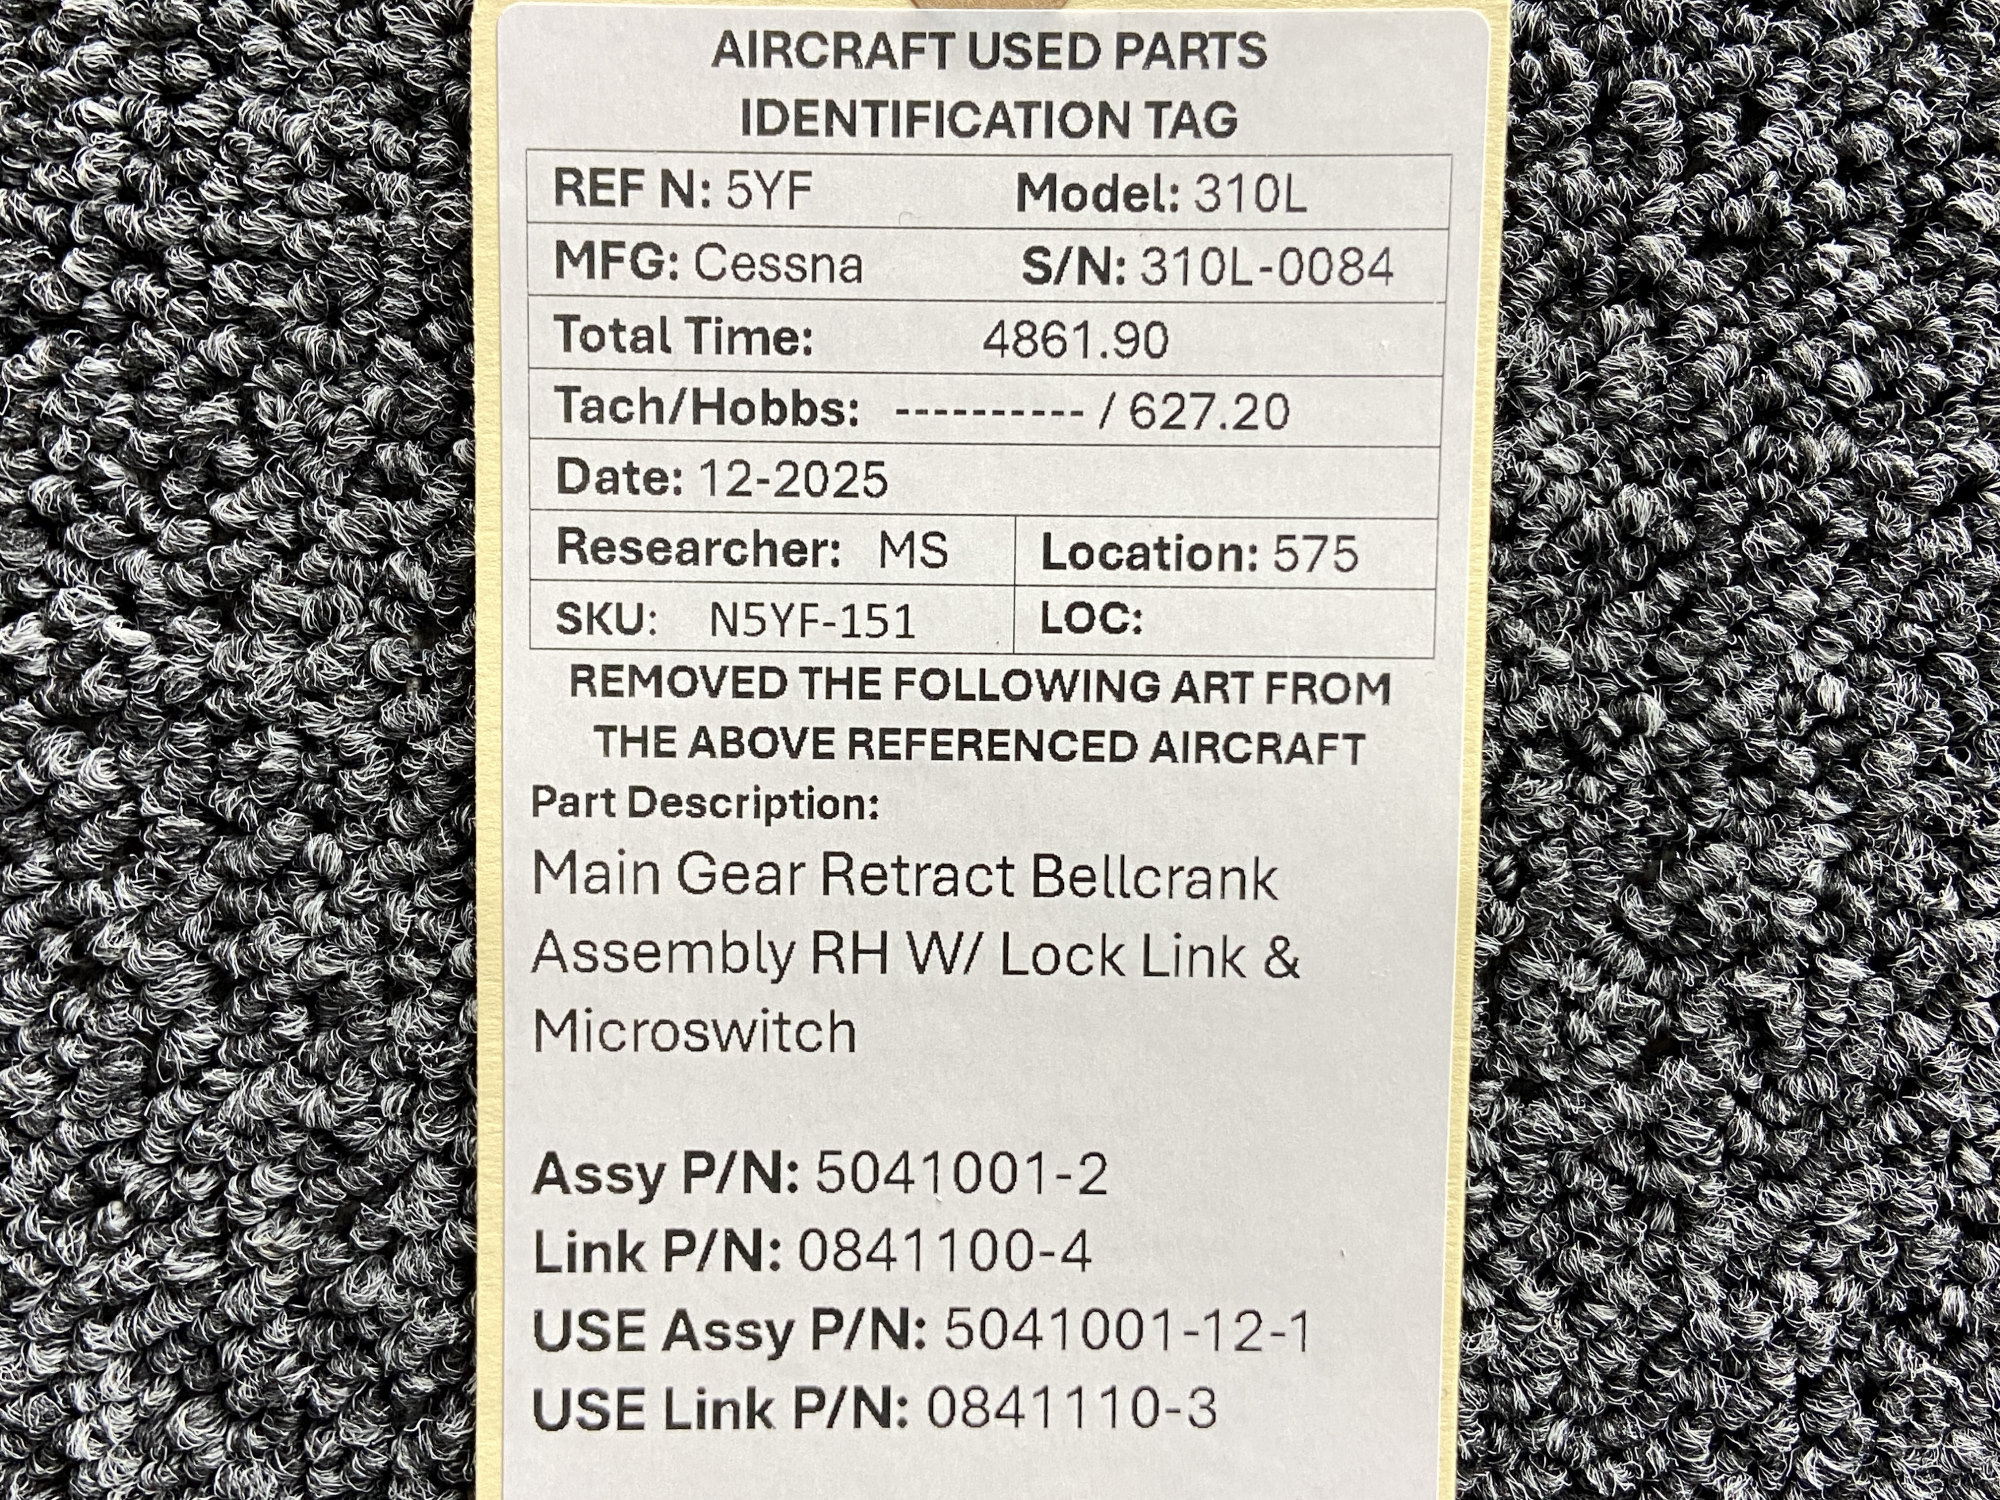 AIRCRAFT USED PARTS
IDENTIFICATION TAG
REF N: 5YF Model: 310L
MFG: Cessna S/N: 310L-0084
Total Time: 4861.90
Tach/Hobbs: ---------- / 627.20
Date: 12-2025
Researcher: MS Location: 575
SKU: N5YF-151 LOC:
REMOVED THE FOLLOWING ART FROM
THE ABOVE REFERENCED AIRCRAFT
Part Description:
Main Gear Retract Bellcrank
Assembly RH W/ Lock Link &
Microswitch
Assy P/N: 5041001-2
Link P/N: 0841100-4
USE Assy P/N: 5041001-12-1
USE Link P/N: 0841110-3